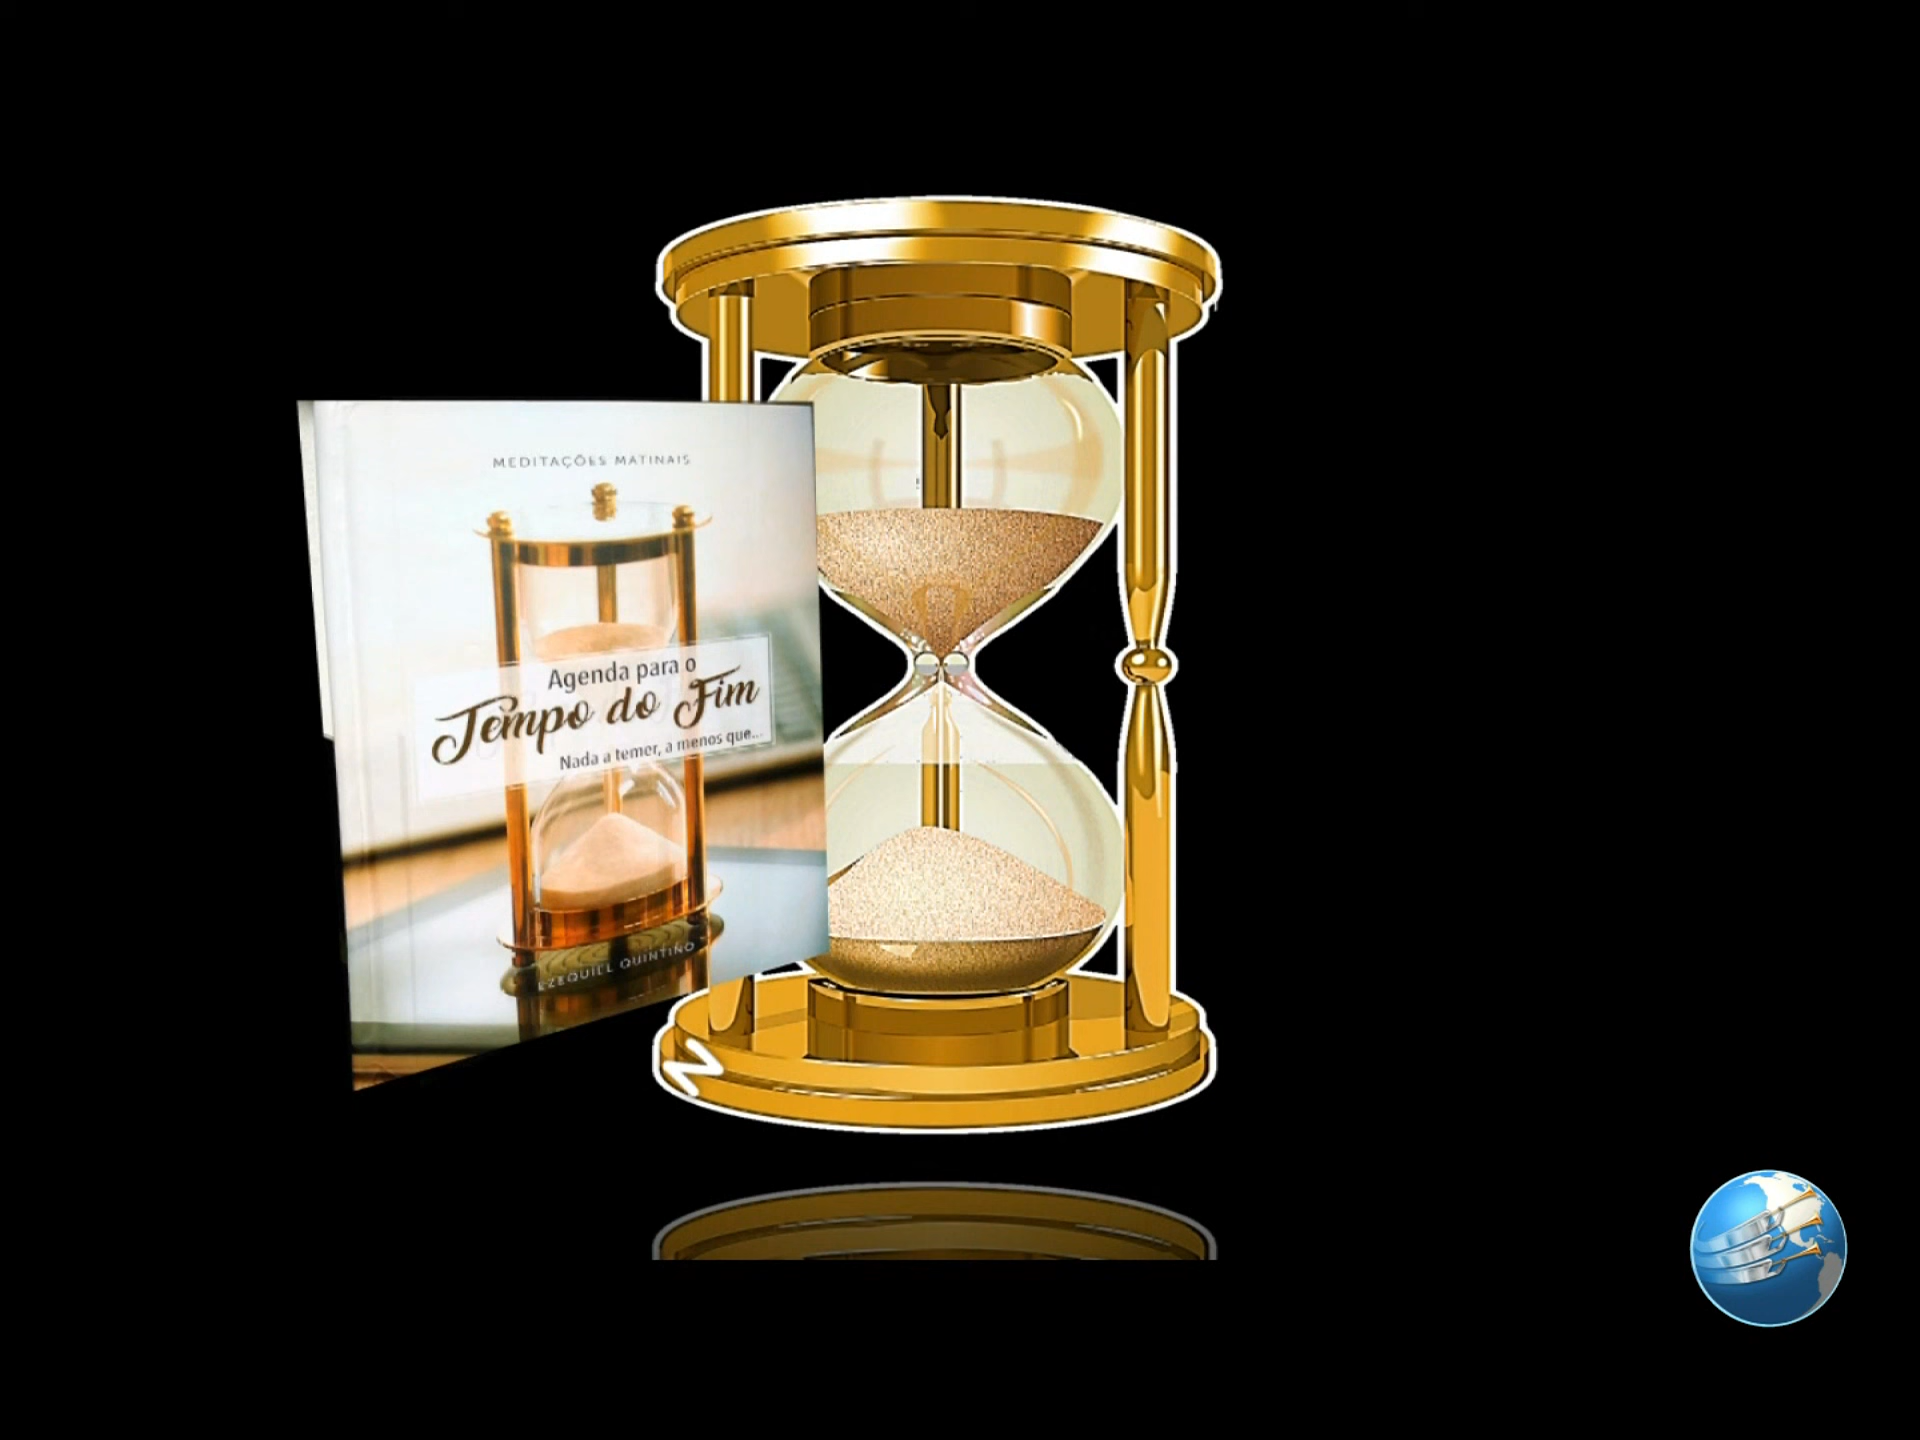 MEDITAÇÕES MATINAIS
Agenda para o
Tempo do Fim
Nada a temer, a menos que...
EZEQUIEL QUINTINO